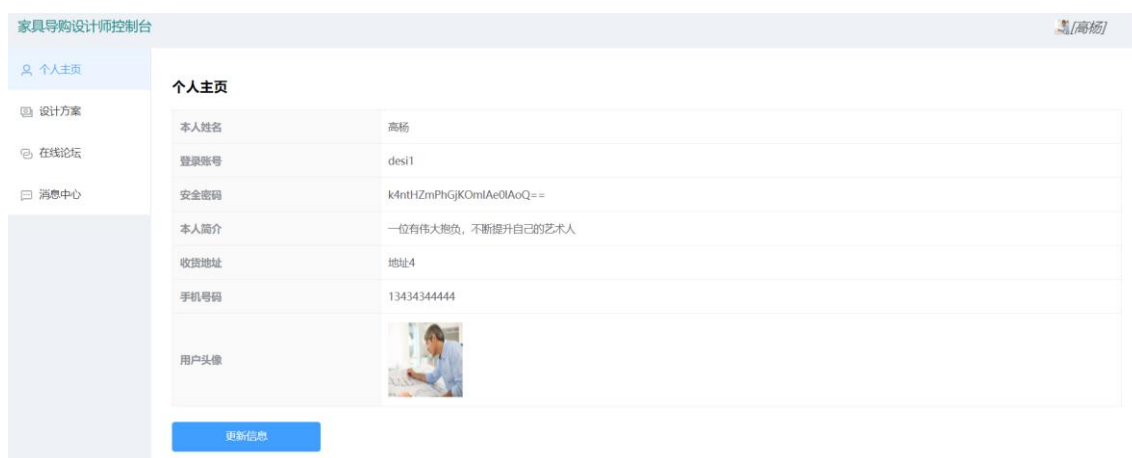 家具导购设计师控制台
[高杨]
个人主页
设计方案
在线论坛
消息中心
个人主页
本人姓名 高杨
登录账号 desi1
安全密码 k4ntHZmPhGjKOmIAe0lAoQ==
本人简介 一位有伟大抱负，不断提升自己的艺术人
收货地址 地址4
手机号码 13434344444
用户头像
更新信息